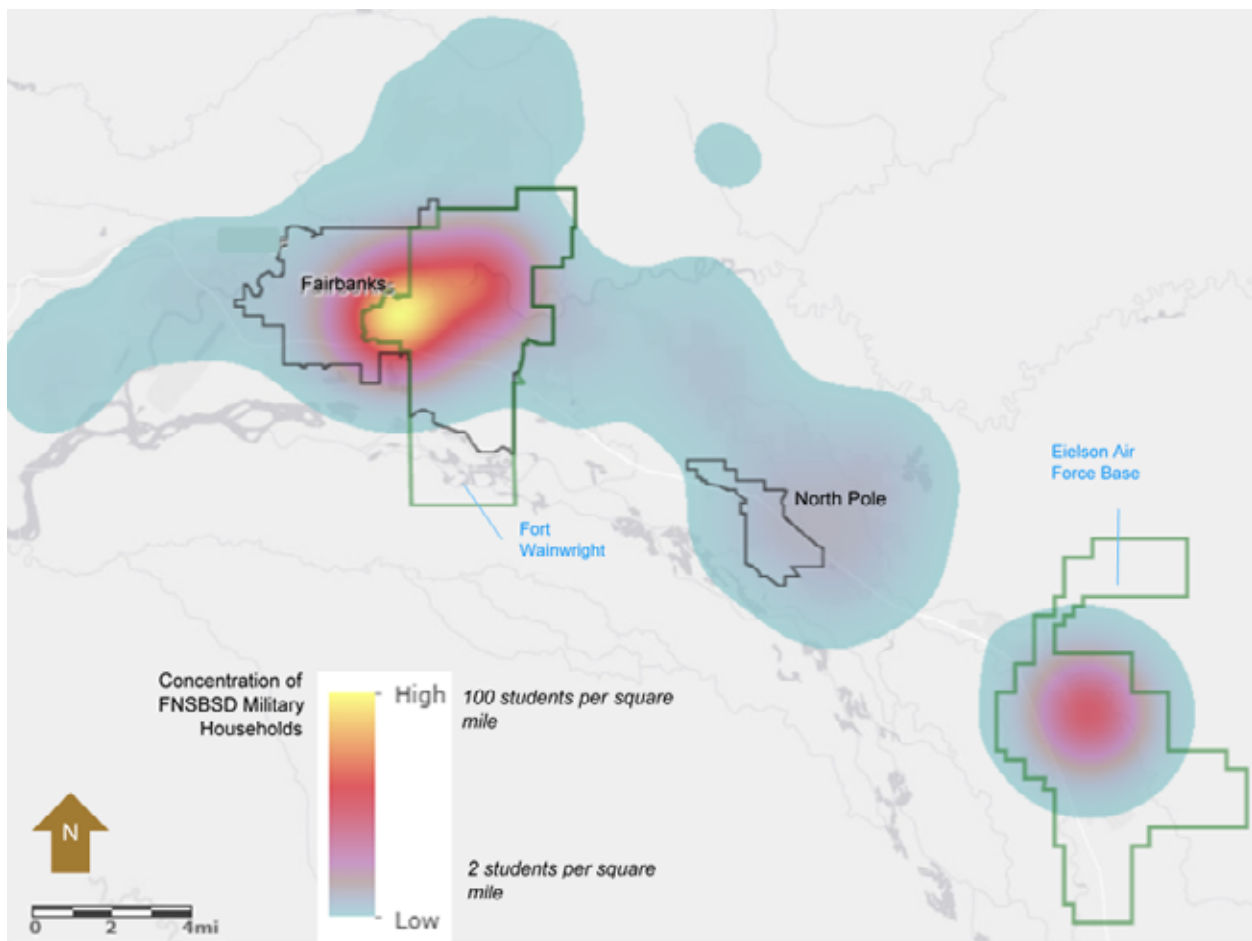 Fairbanks
North Pole
Eielson Air
Force Base
Fort
Wainwright
Concentration of
FNSBSD Military
Households
High
100 students per square
mile
2 students per square
mile
Low
N
0 2 4mi